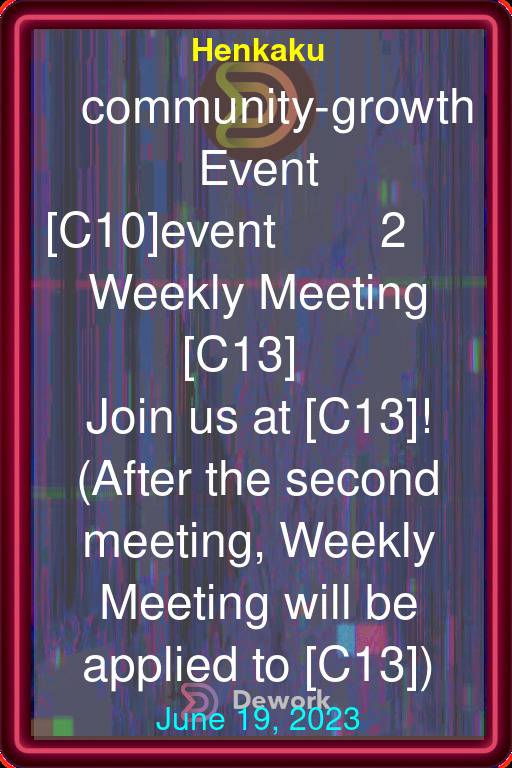 Henkaku
community-growth
Event
[C10]event 2
Weekly Meeting
[C13]
Join us at [C13]!
(After the second
meeting, Weekly
Meeting will be
applied to [C13])
Dework
June 19, 2023